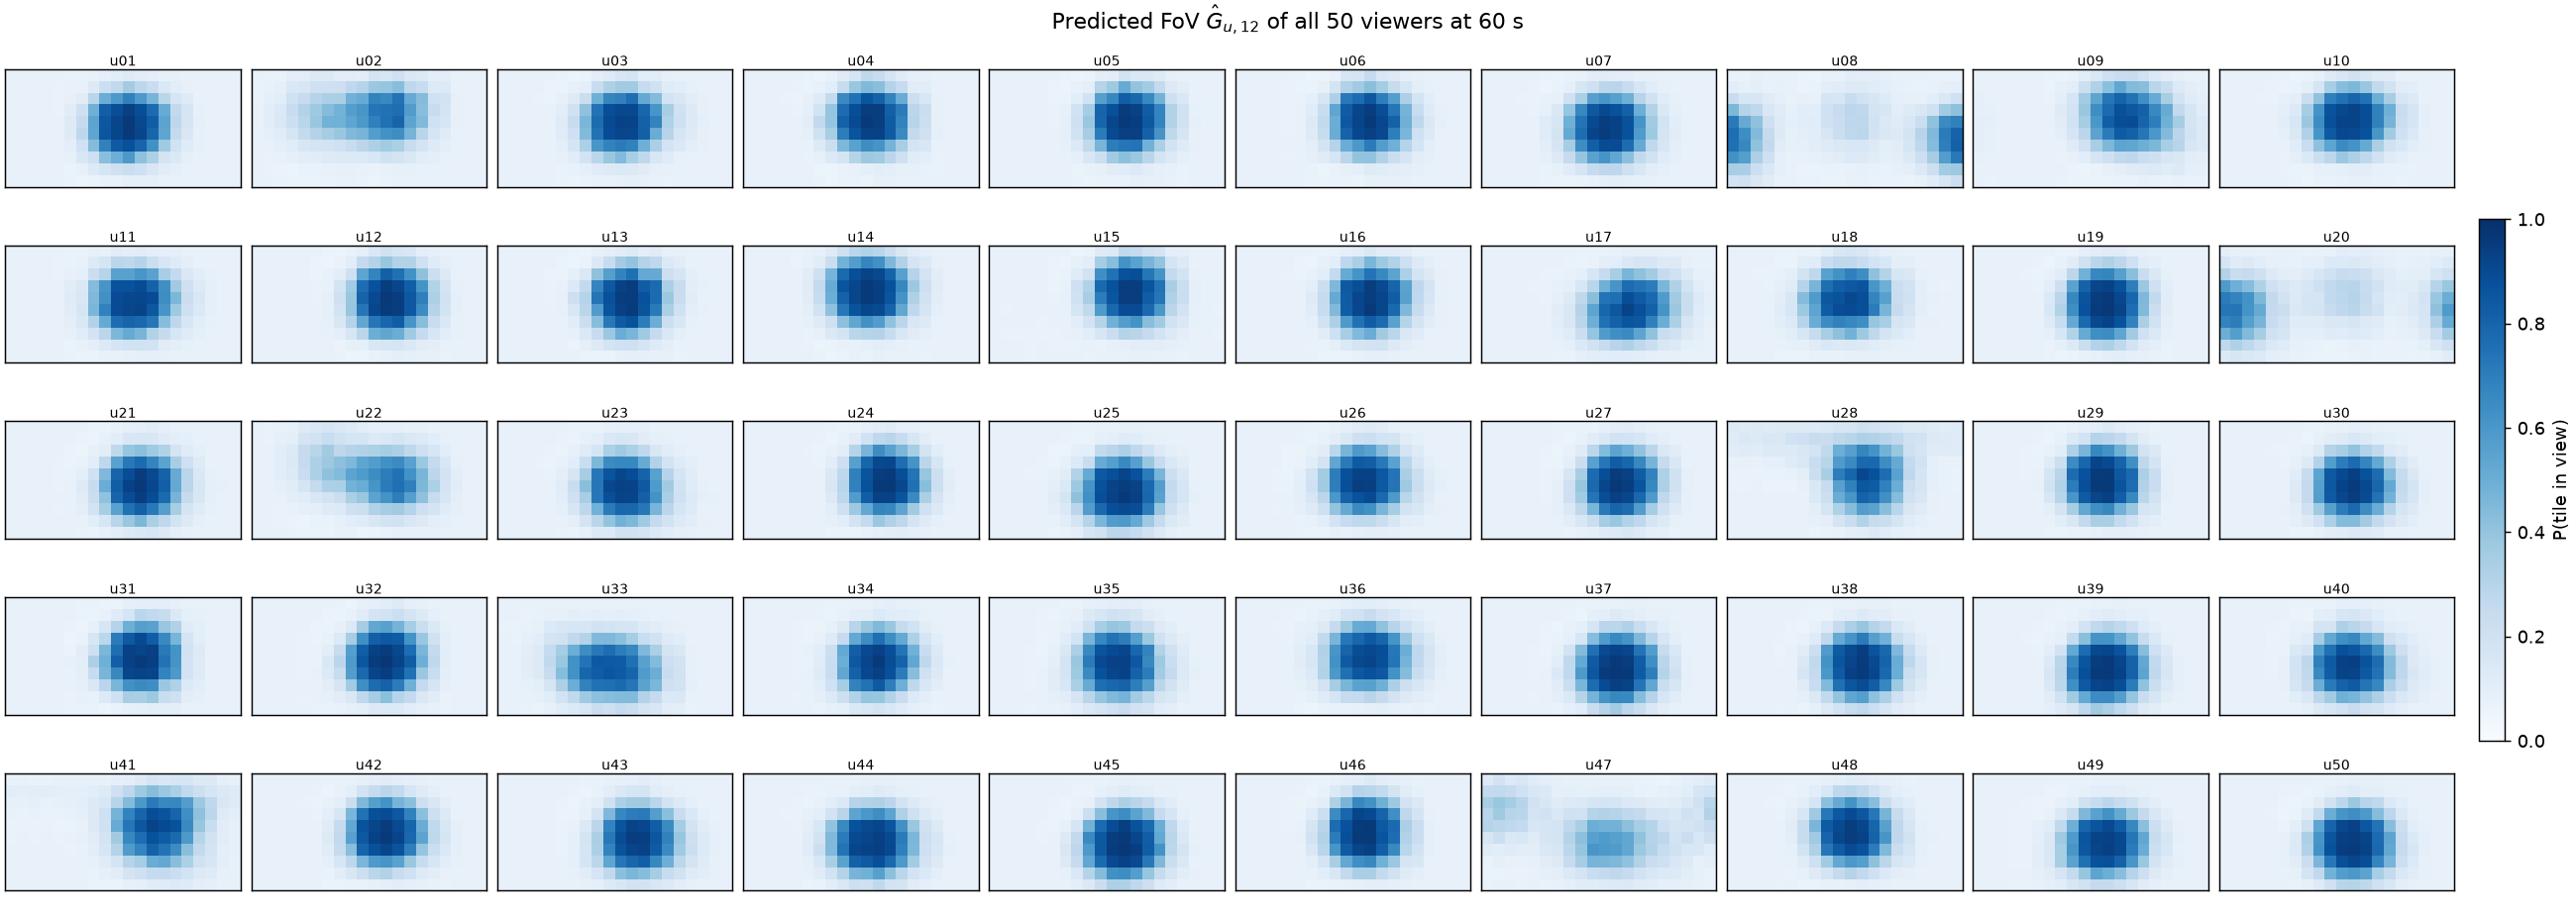 Predicted FoV Ĝu,12 of all 50 viewers at 60 s
u01 u02 u03 u04 u05 u06 u07 u08 u09 u10
u11 u12 u13 u14 u15 u16 u17 u18 u19 u20
u21 u22 u23 u24 u25 u26 u27 u28 u29 u30
u31 u32 u33 u34 u35 u36 u37 u38 u39 u40
u41 u42 u43 u44 u45 u46 u47 u48 u49 u50
1.0
0.8
0.6
0.4
0.2
0.0
P(tile in view)